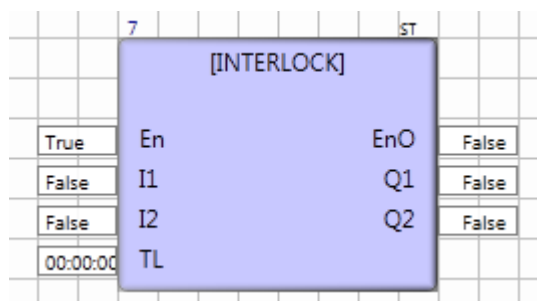 7 ST
[INTERLOCK]
True En EnO False
False I1 Q1 False
False I2 Q2 False
00:00:00 TL